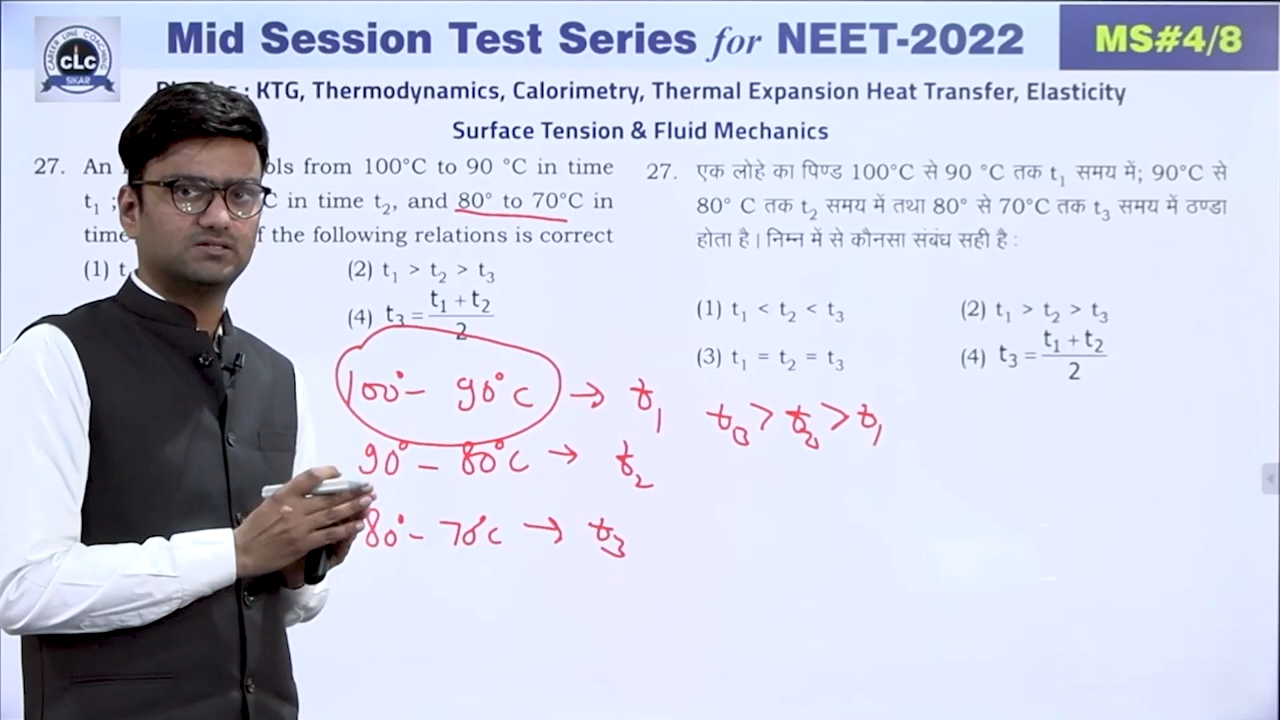 CAREER LINE COACHING
CLC
SIKAR
Mid Session Test Series for NEET-2022
MS#4/8
: KTG, Thermodynamics, Calorimetry, Thermal Expansion Heat Transfer, Elasticity
Surface Tension & Fluid Mechanics
27. An ols from 100°C to 90 °C in time
t₁ ; C in time t₂, and 80° to 70°C in
time f the following relations is correct
(1) t
(2) t₁ > t₂ > t₃
(4) t₃ = (t₁ + t₂)/2
27. एक लोहे का पिण्ड 100°C से 90 °C तक t₁ समय में; 90°C से
80° C तक t₂ समय में तथा 80° से 70°C तक t₃ समय में ठण्डा
होता है। निम्न में से कौनसा संबंध सही है :
(1) t₁ < t₂ < t₃
(2) t₁ > t₂ > t₃
(3) t₁ = t₂ = t₃
(4) t₃ = (t₁ + t₂)/2
100° – 90°C → t₁
t₃ > t₂ > t₁
90° – 80°C → t₂
80° – 70°C → t₃